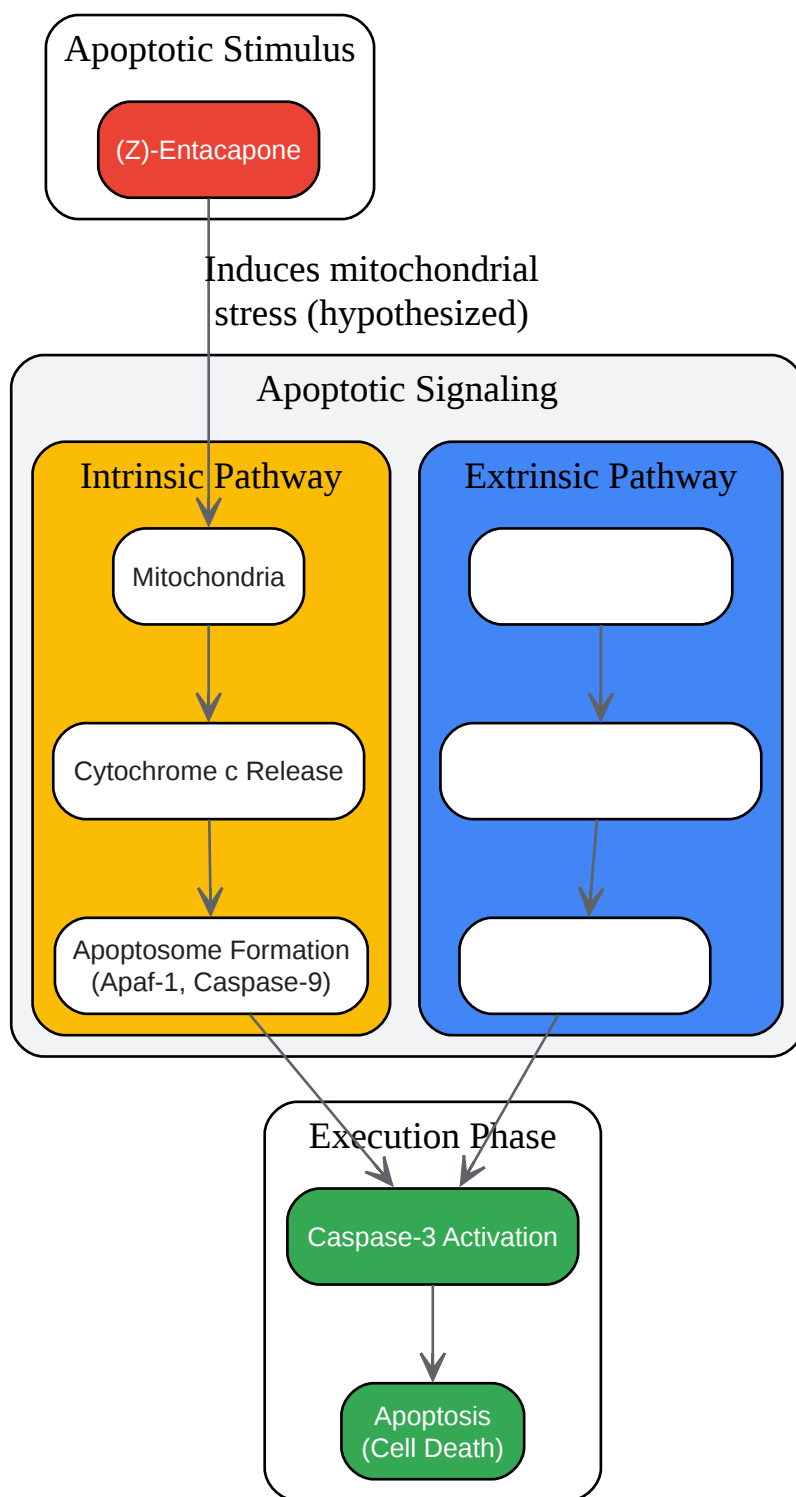 Apoptotic Stimulus
(Z)-Entacapone
Induces mitochondrial
stress (hypothesized)
Apoptotic Signaling
Intrinsic Pathway
Mitochondria
Cytochrome c Release
Apoptosome Formation
(Apaf-1, Caspase-9)
Extrinsic Pathway
Execution Phase
Caspase-3 Activation
Apoptosis
(Cell Death)